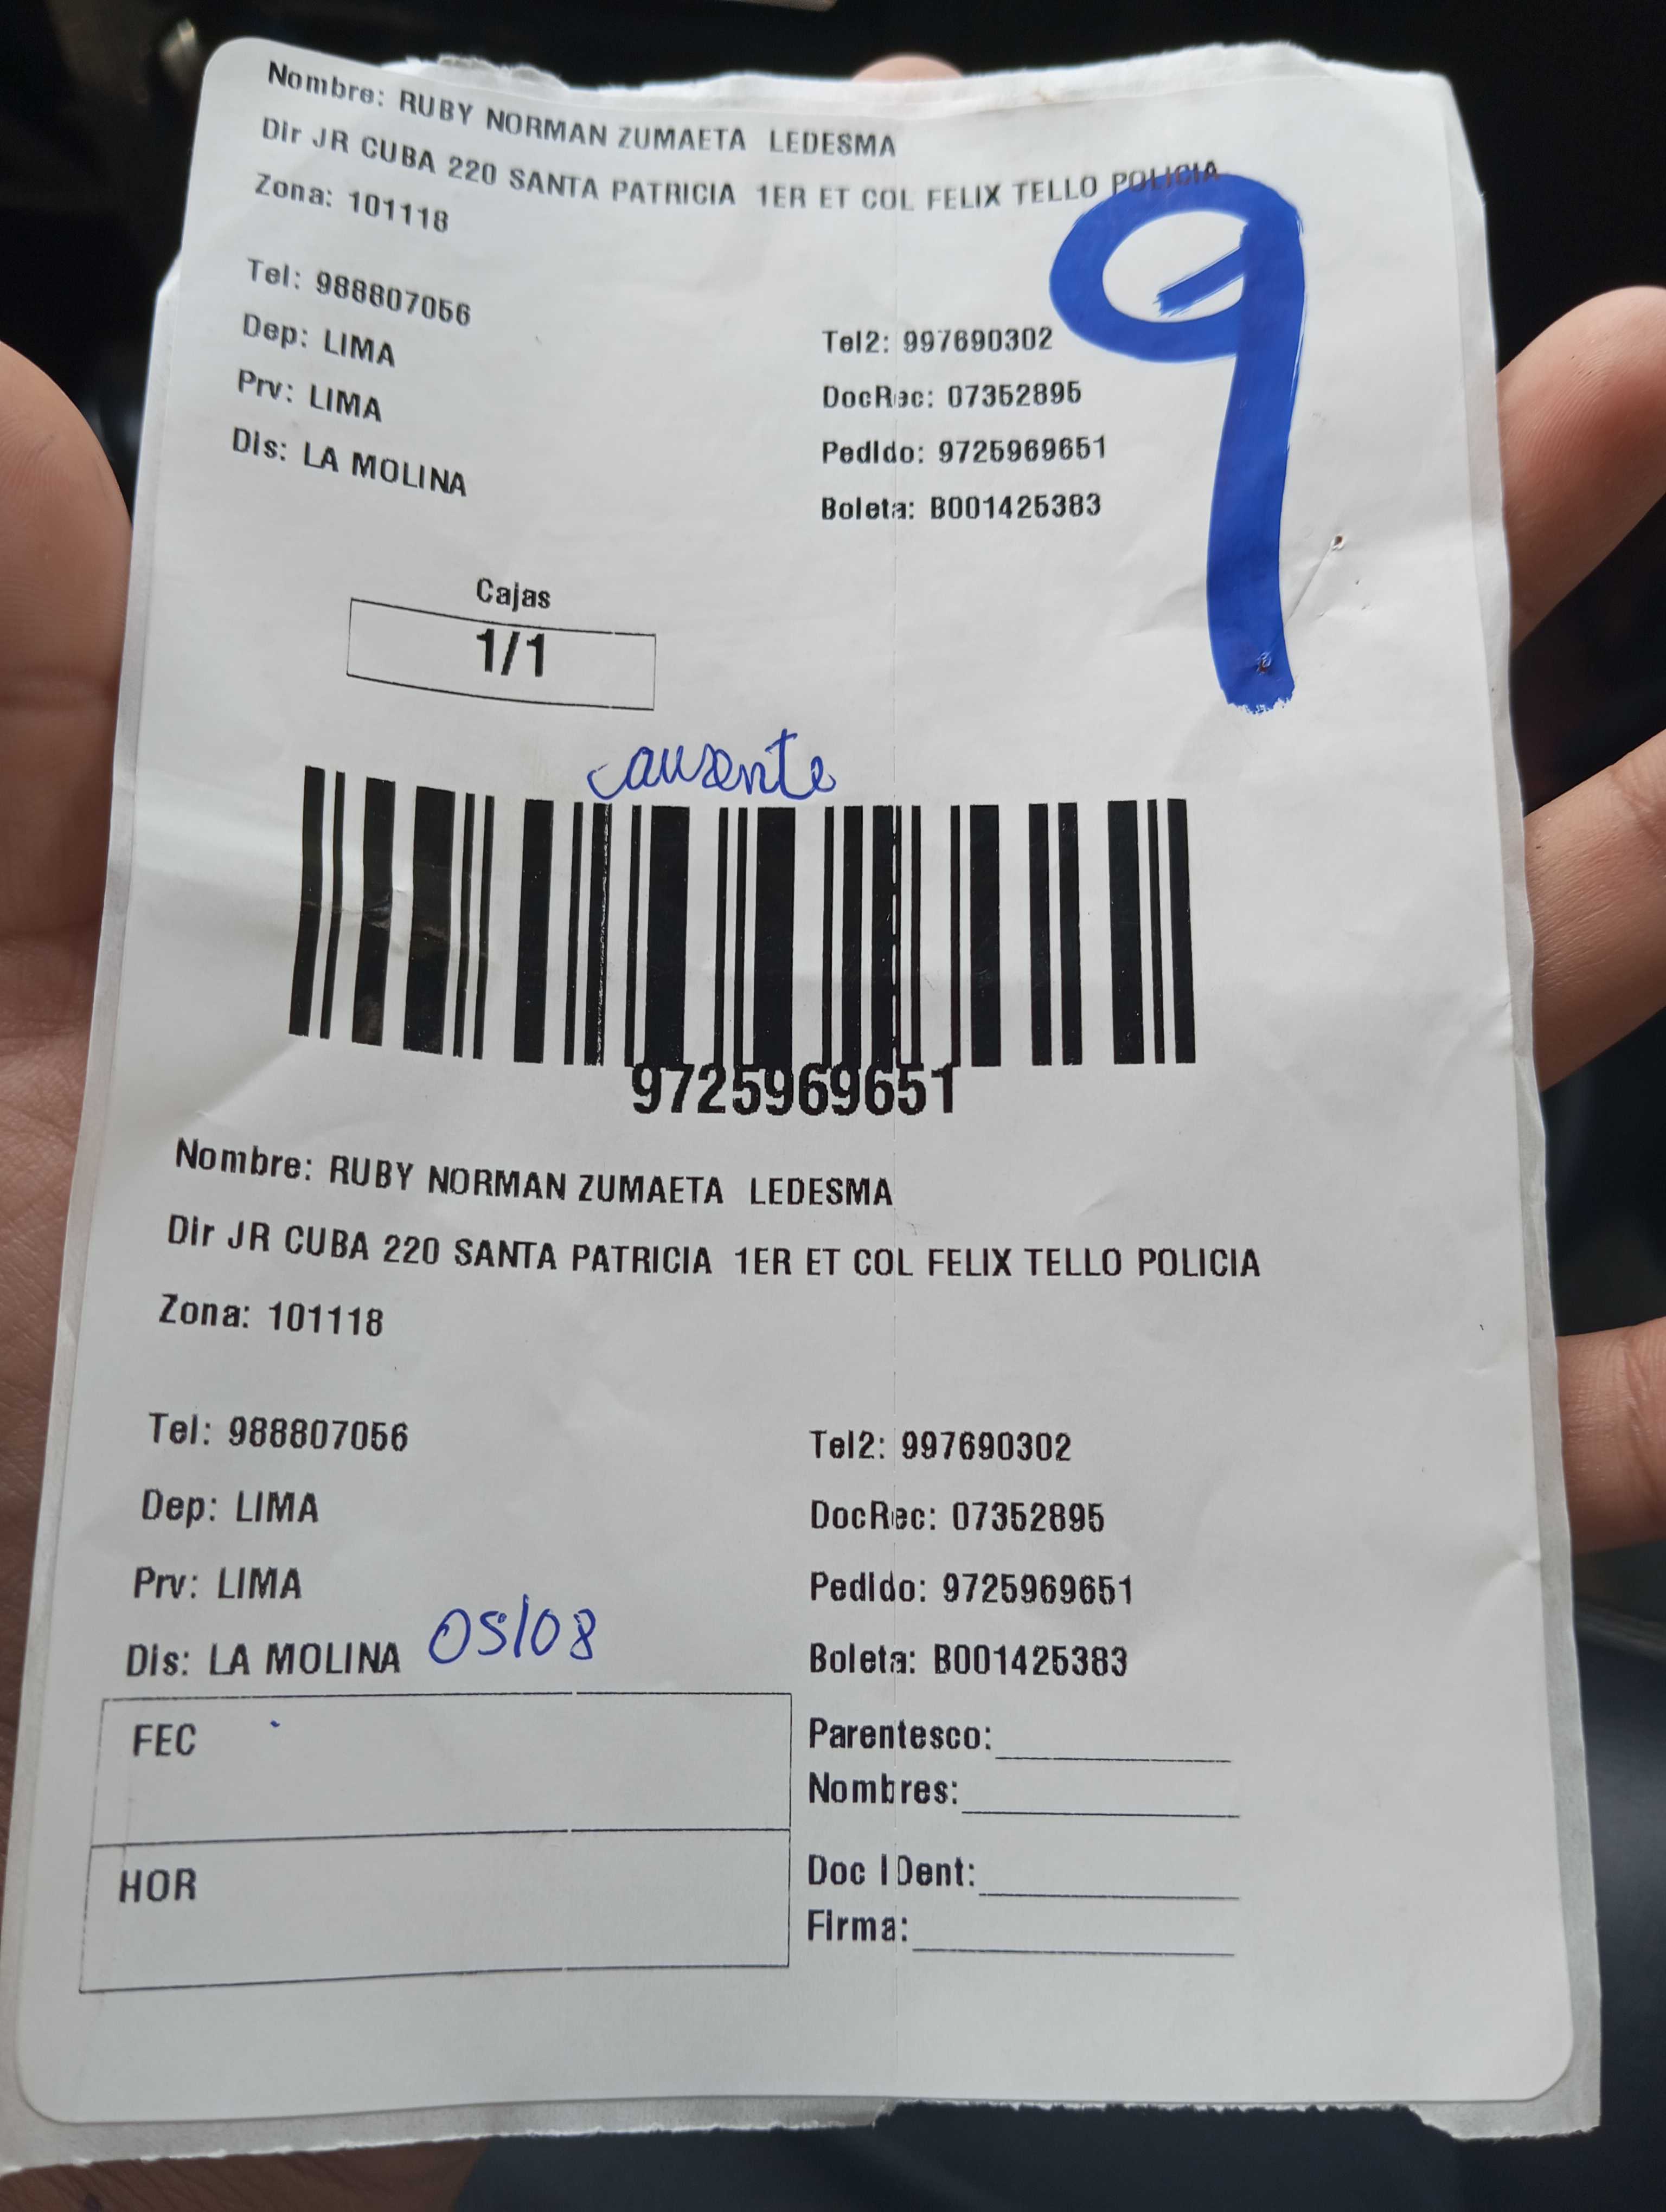 Nombre: RUBY NORMAN ZUMAETA LEDESMA
Dir JR CUBA 220 SANTA PATRICIA 1ER ET COL FELIX TELLO POLICIA
Zona: 101118
9
Tel: 988807056 Tel2: 997690302
Dep: LIMA DocRec: 07352895
Prv: LIMA Pedido: 9725969651
Dis: LA MOLINA Boleta: B001425383
Cajas
1/1
ausente
9725969651
Nombre: RUBY NORMAN ZUMAETA LEDESMA
Dir JR CUBA 220 SANTA PATRICIA 1ER ET COL FELIX TELLO POLICIA
Zona: 101118
Tel: 988807056 Tel2: 997690302
Dep: LIMA DocRec: 07352895
Prv: LIMA Pedido: 9725969651
Dis: LA MOLINA 05/08 Boleta: B001425383
FEC Parentesco:
Nombres:
HOR Doc IDent:
Firma: